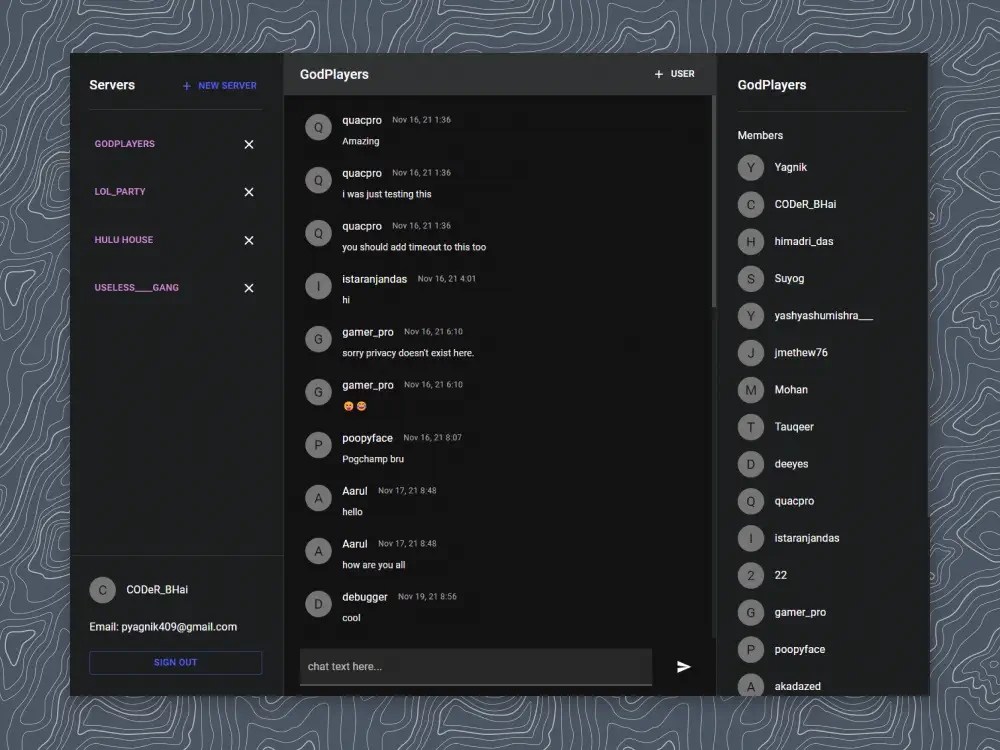 Servers
+ NEW SERVER
GODPLAYERS
LOL_PARTY
HULU HOUSE
USELESS___GANG
C
CODeR_BHai
Email: pyagnik409@gmail.com
SIGN OUT
GodPlayers
+ USER
Q
quacpro Nov 16, 21 1:36
Amazing
Q
quacpro Nov 16, 21 1:36
i was just testing this
Q
quacpro Nov 16, 21 1:36
you should add timeout to this too
I
istaranjandas Nov 16, 21 4:01
hi
G
gamer_pro Nov 16, 21 6:10
sorry privacy doesn't exist here.
G
gamer_pro Nov 16, 21 6:10
P
poopyface Nov 16, 21 8:07
Pogchamp bru
A
Aarul Nov 17, 21 8:48
hello
A
Aarul Nov 17, 21 8:48
how are you all
D
debugger Nov 19, 21 8:56
cool
chat text here...
GodPlayers
Members
Y Yagnik
C CODeR_BHai
H himadri_das
S Suyog
Y yashyashumishra___
J jmethew76
M Mohan
T Tauqeer
D deeyes
Q quacpro
I istaranjandas
2 22
G gamer_pro
P poopyface
A akadazed